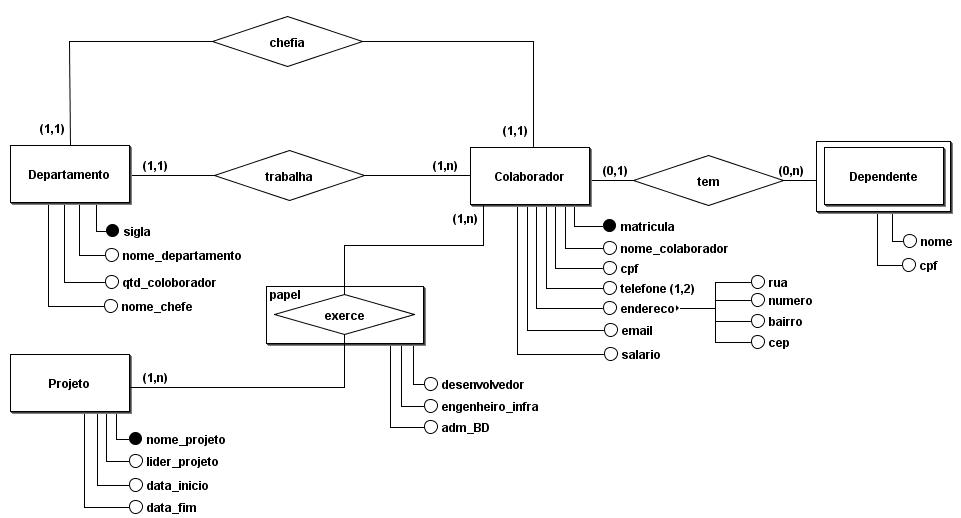 chefia
(1,1)
(1,1)
Departamento
(1,1)
trabalha
(1,n)
Colaborador
(0,1)
tem
(0,n)
Dependente
sigla
nome_departamento
qtd_coloborador
nome_chefe
(1,n)
matricula
nome_colaborador
cpf
telefone (1,2)
endereco
email
salario
rua
numero
bairro
cep
nome
cpf
papel
exerce
Projeto
(1,n)
desenvolvedor
engenheiro_infra
adm_BD
nome_projeto
lider_projeto
data_inicio
data_fim